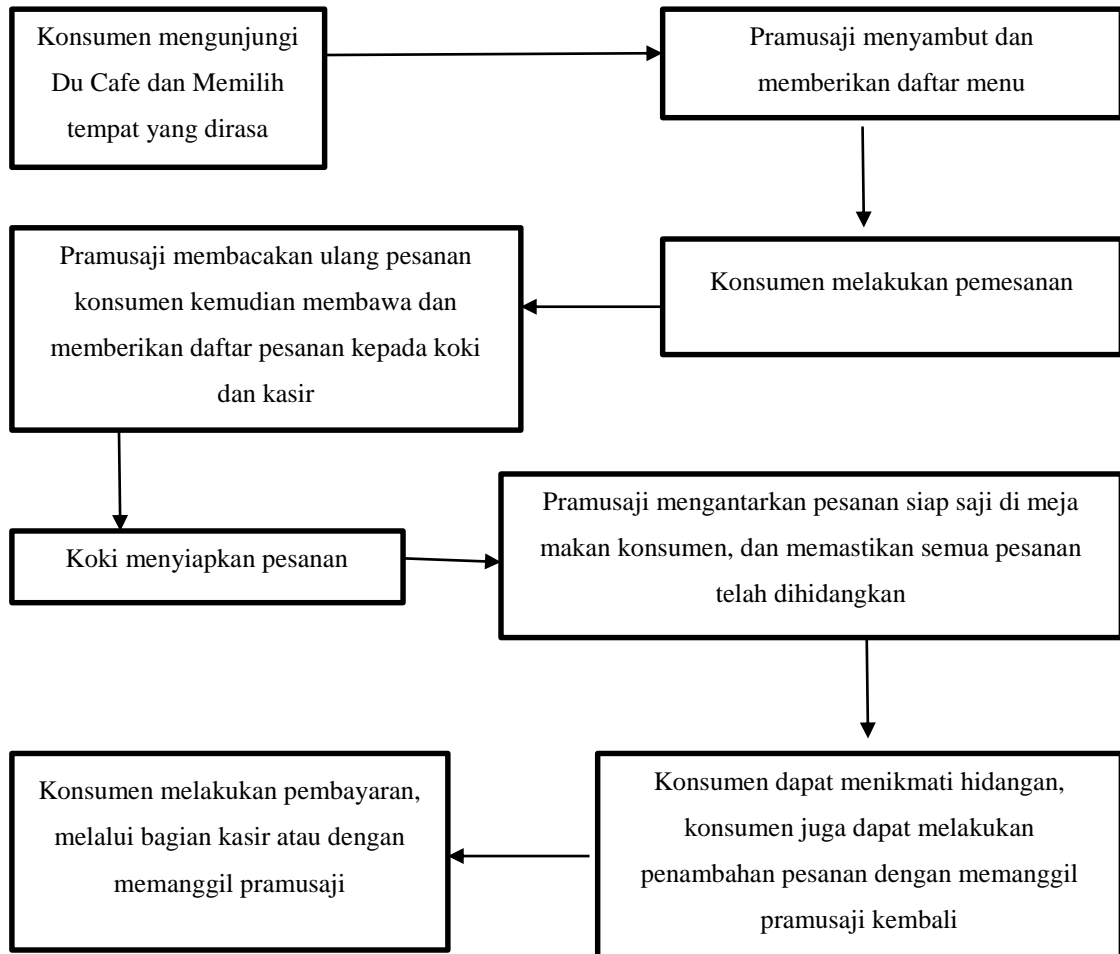 Konsumen mengunjungi
Du Cafe dan Memilih
tempat yang dirasa
Pramusaji menyambut dan
memberikan daftar menu
Konsumen melakukan pemesanan
Pramusaji membacakan ulang pesanan
konsumen kemudian membawa dan
memberikan daftar pesanan kepada koki
dan kasir
Koki menyiapkan pesanan
Pramusaji mengantarkan pesanan siap saji di meja
makan konsumen, dan memastikan semua pesanan
telah dihidangkan
Konsumen dapat menikmati hidangan,
konsumen juga dapat melakukan
penambahan pesanan dengan memanggil
pramusaji kembali
Konsumen melakukan pembayaran,
melalui bagian kasir atau dengan
memanggil pramusaji